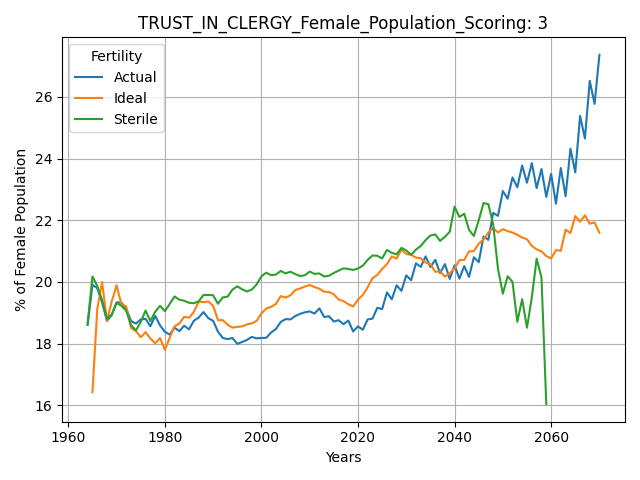 TRUST_IN_CLERGY_Female_Population_Scoring: 3
Fertility
Actual
Ideal
Sterile
% of Female Population
26
24
22
20
18
16
1960 1980 2000 2020 2040 2060
Years